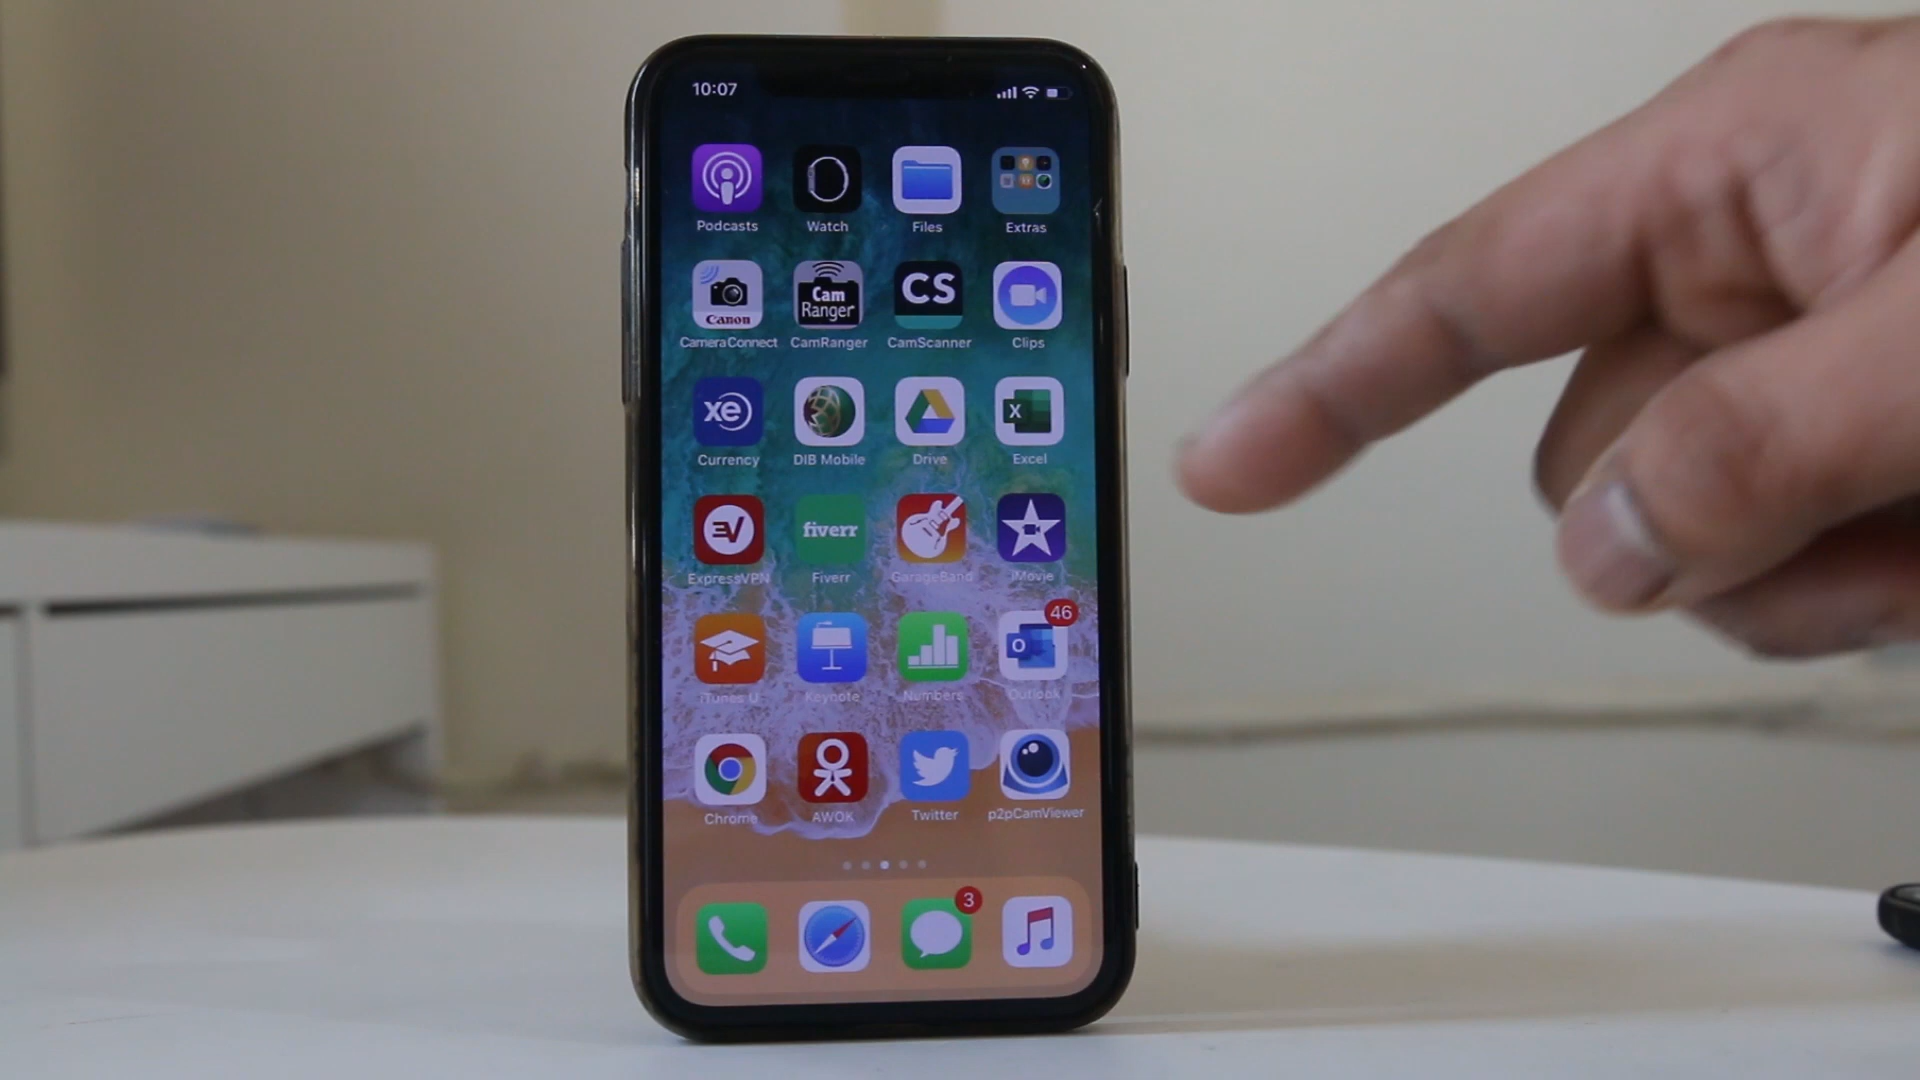 10:07
Podcasts Watch Files Extras
Canon Cam Ranger CS
CameraConnect CamRanger CamScanner Clips
xe X
Currency DIB Mobile Drive Excel
EV fiverr
ExpressVPN Fiverr GarageBand iMovie
46
O
iTunes U Keynote Numbers Outlook
Chrome AWOK Twitter p2pCamViewer
3